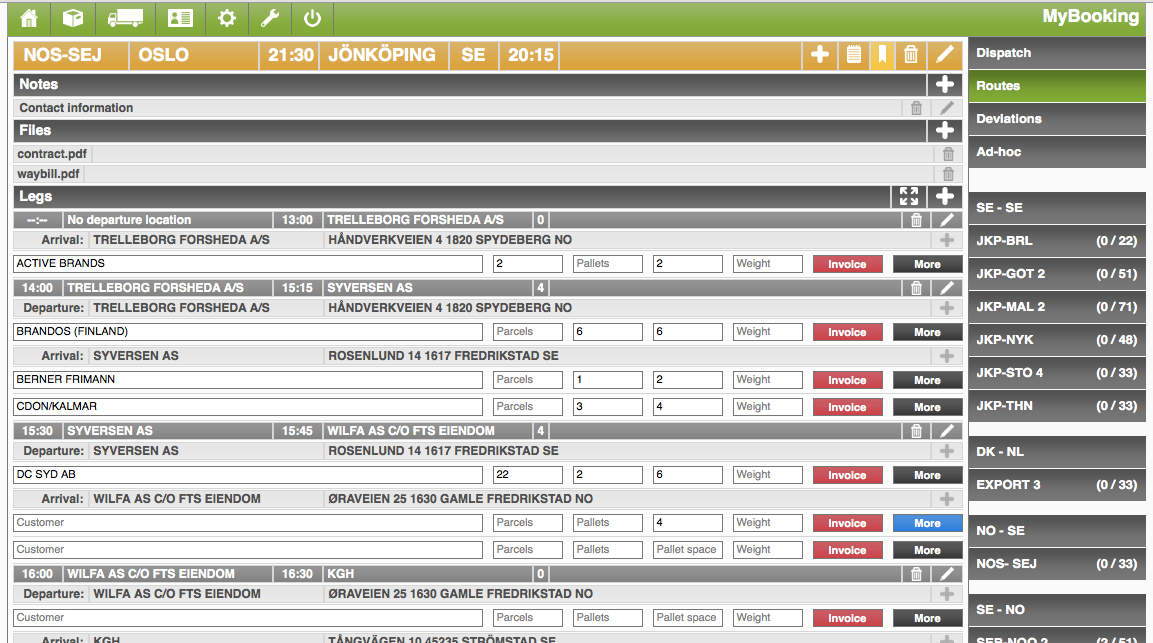 MyBooking
NOS-SEJ OSLO 21:30 JÖNKÖPING SE 20:15
Notes
Contact information
Files
contract.pdf
waybill.pdf
Legs
--:-- No departure location 13:00 TRELLEBORG FORSHEDA A/S 0
Arrival: TRELLEBORG FORSHEDA A/S HÅNDVERKVEIEN 4 1820 SPYDEBERG NO
ACTIVE BRANDS 2 Pallets 2 Weight Invoice More
14:00 TRELLEBORG FORSHEDA A/S 15:15 SYVERSEN AS 4
Departure: TRELLEBORG FORSHEDA A/S HÅNDVERKVEIEN 4 1820 SPYDEBERG NO
BRANDOS (FINLAND) Parcels 6 6 Weight Invoice More
Arrival: SYVERSEN AS ROSENLUND 14 1617 FREDRIKSTAD SE
BERNER FRIMANN Parcels 1 2 Weight Invoice More
CDON/KALMAR Parcels 3 4 Weight Invoice More
15:30 SYVERSEN AS 15:45 WILFA AS C/O FTS EIENDOM 4
Departure: SYVERSEN AS ROSENLUND 14 1617 FREDRIKSTAD SE
DC SYD AB 22 2 6 Weight Invoice More
Arrival: WILFA AS C/O FTS EIENDOM ØRAVEIEN 25 1630 GAMLE FREDRIKSTAD NO
Customer Parcels Pallets 4 Weight Invoice More
Customer Parcels Pallets Pallet space Weight Invoice More
16:00 WILFA AS C/O FTS EIENDOM 16:30 KGH 0
Departure: WILFA AS C/O FTS EIENDOM ØRAVEIEN 25 1630 GAMLE FREDRIKSTAD NO
Customer Parcels Pallets Pallet space Weight Invoice More
Arrival: KGH TÅNGVÄGEN 10 45235 STRÖMSTAD SE
Dispatch
Routes
Deviations
Ad-hoc
SE - SE
JKP-BRL (0 / 22)
JKP-GOT 2 (0 / 51)
JKP-MAL 2 (0 / 71)
JKP-NYK (0 / 48)
JKP-STO 4 (0 / 33)
JKP-THN (0 / 33)
DK - NL
EXPORT 3 (0 / 33)
NO - SE
NOS- SEJ (0 / 33)
SE - NO